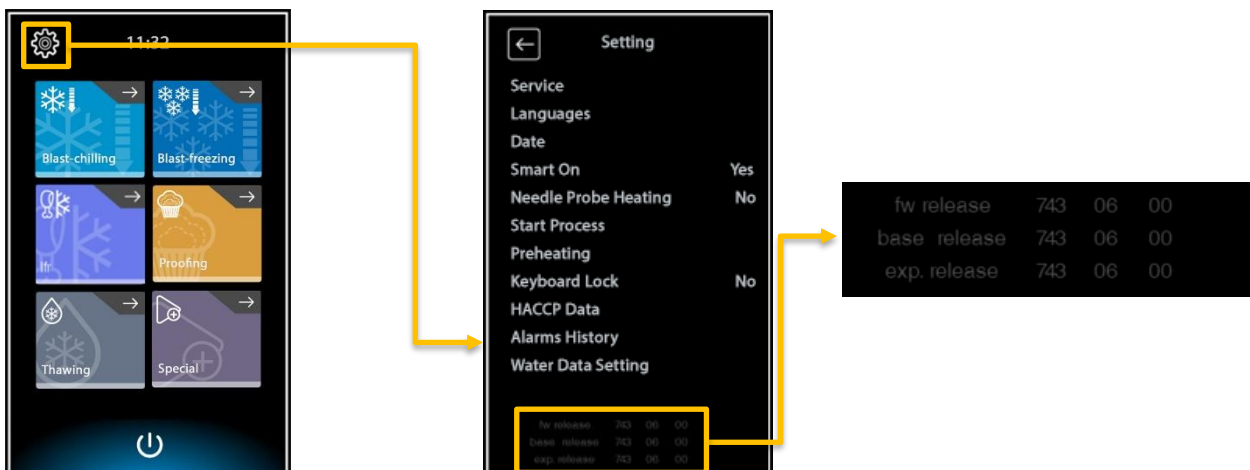 11:32
Blast-chilling
Blast-freezing
Ifr
Proofing
Thawing
Special
Setting
Service
Languages
Date
Smart On Yes
Needle Probe Heating No
Start Process
Preheating
Keyboard Lock No
HACCP Data
Alarms History
Water Data Setting
fw release 743 06 00
base release 743 06 00
exp. release 743 06 00
fw release 743 06 00
base release 743 06 00
exp. release 743 06 00